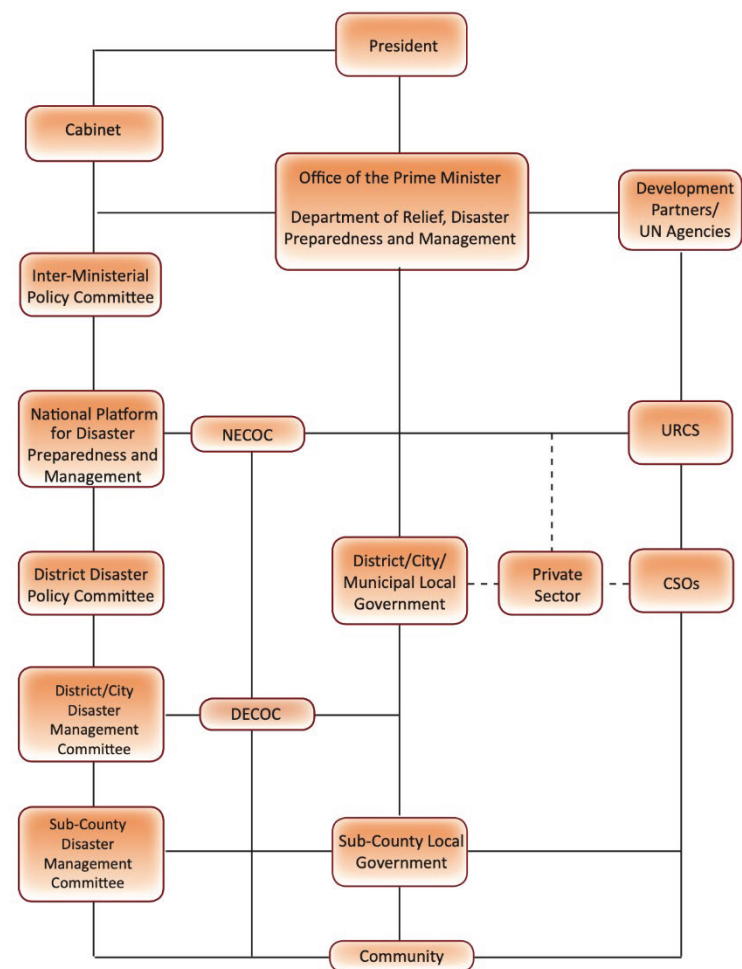 President
Cabinet
Office of the Prime Minister
Department of Relief, Disaster
Preparedness and Management
Development
Partners/
UN Agencies
Inter-Ministerial
Policy Committee
National Platform
for Disaster
Preparedness and
Management
NECOC
URCS
District Disaster
Policy Committee
District/City/
Municipal Local
Government
Private
Sector
CSOs
District/City
Disaster
Management
Committee
DECOC
Sub-County
Disaster
Management
Committee
Sub-County Local
Government
Community